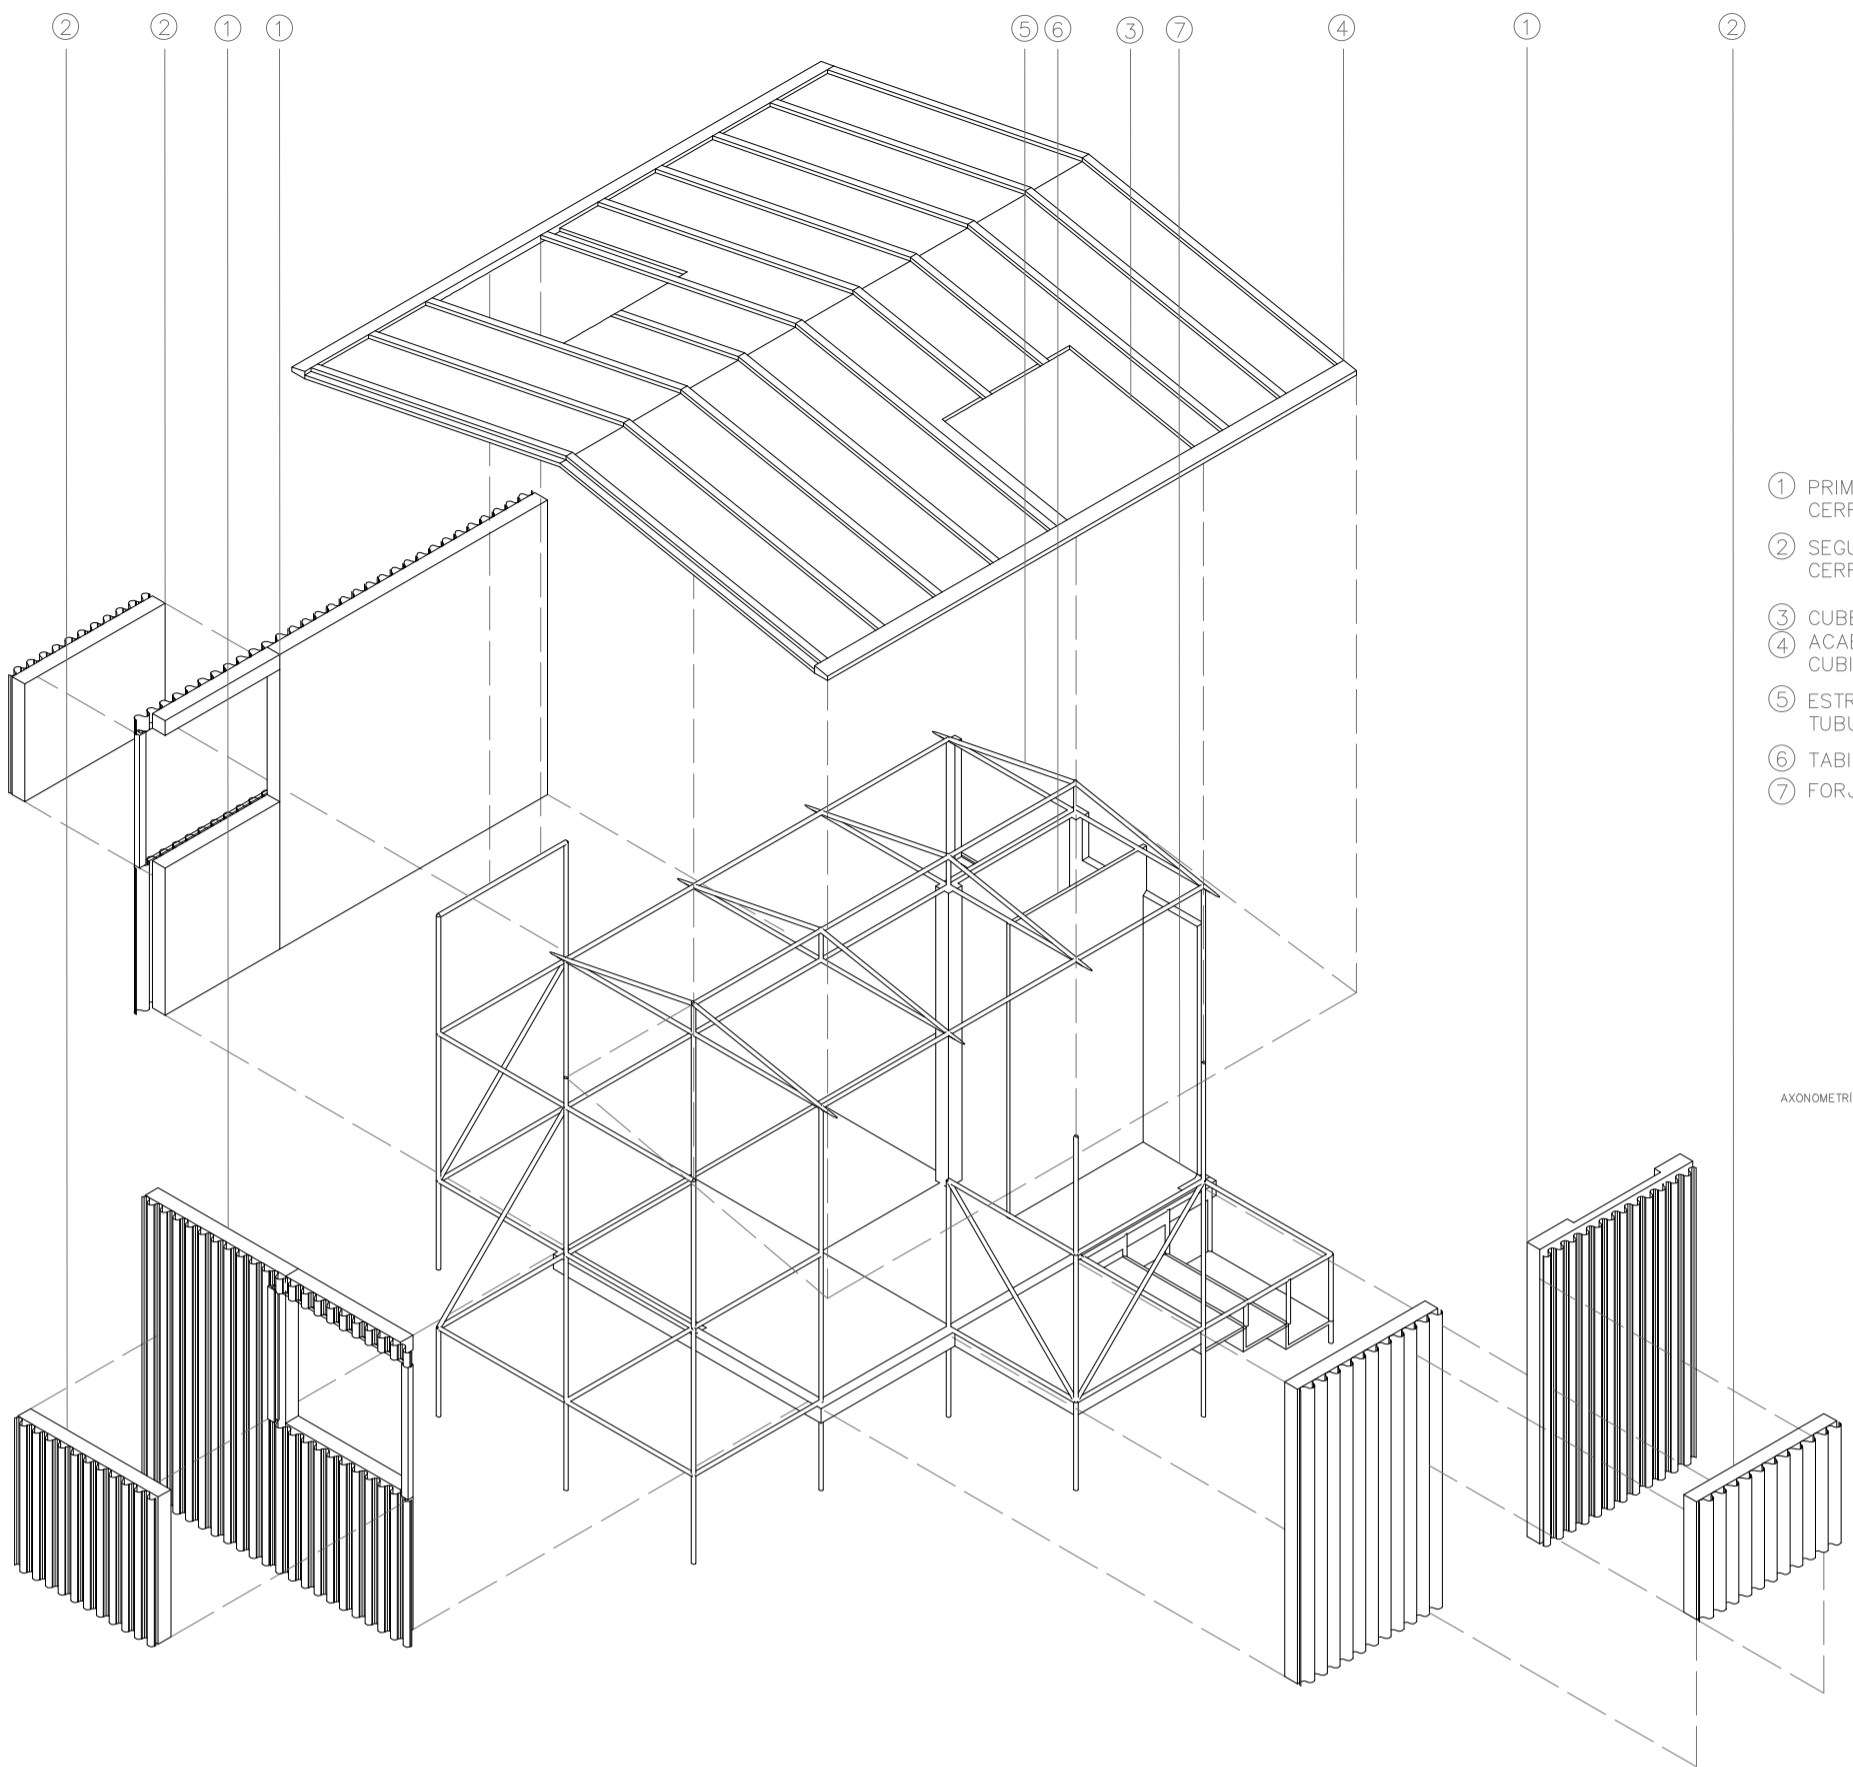 ② ② ① ① ⑤ ⑥ ③ ⑦ ④ ① ②
① PRIM
CERR
② SEGU
CERR
③ CUBE
④ ACAB
CUBI
⑤ ESTR
TUBU
⑥ TABI
⑦ FORJ
AXONOMETRÍ